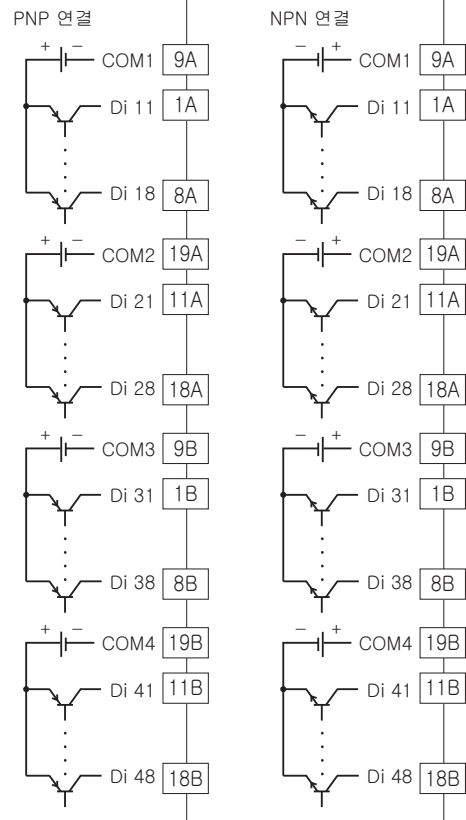 PNP 연결 NPN 연결
+ − COM1 9A − + COM1 9A
Di 11 1A Di 11 1A
Di 18 8A Di 18 8A
+ − COM2 19A − + COM2 19A
Di 21 11A Di 21 11A
Di 28 18A Di 28 18A
+ − COM3 9B − + COM3 9B
Di 31 1B Di 31 1B
Di 38 8B Di 38 8B
+ − COM4 19B − + COM4 19B
Di 41 11B Di 41 11B
Di 48 18B Di 48 18B